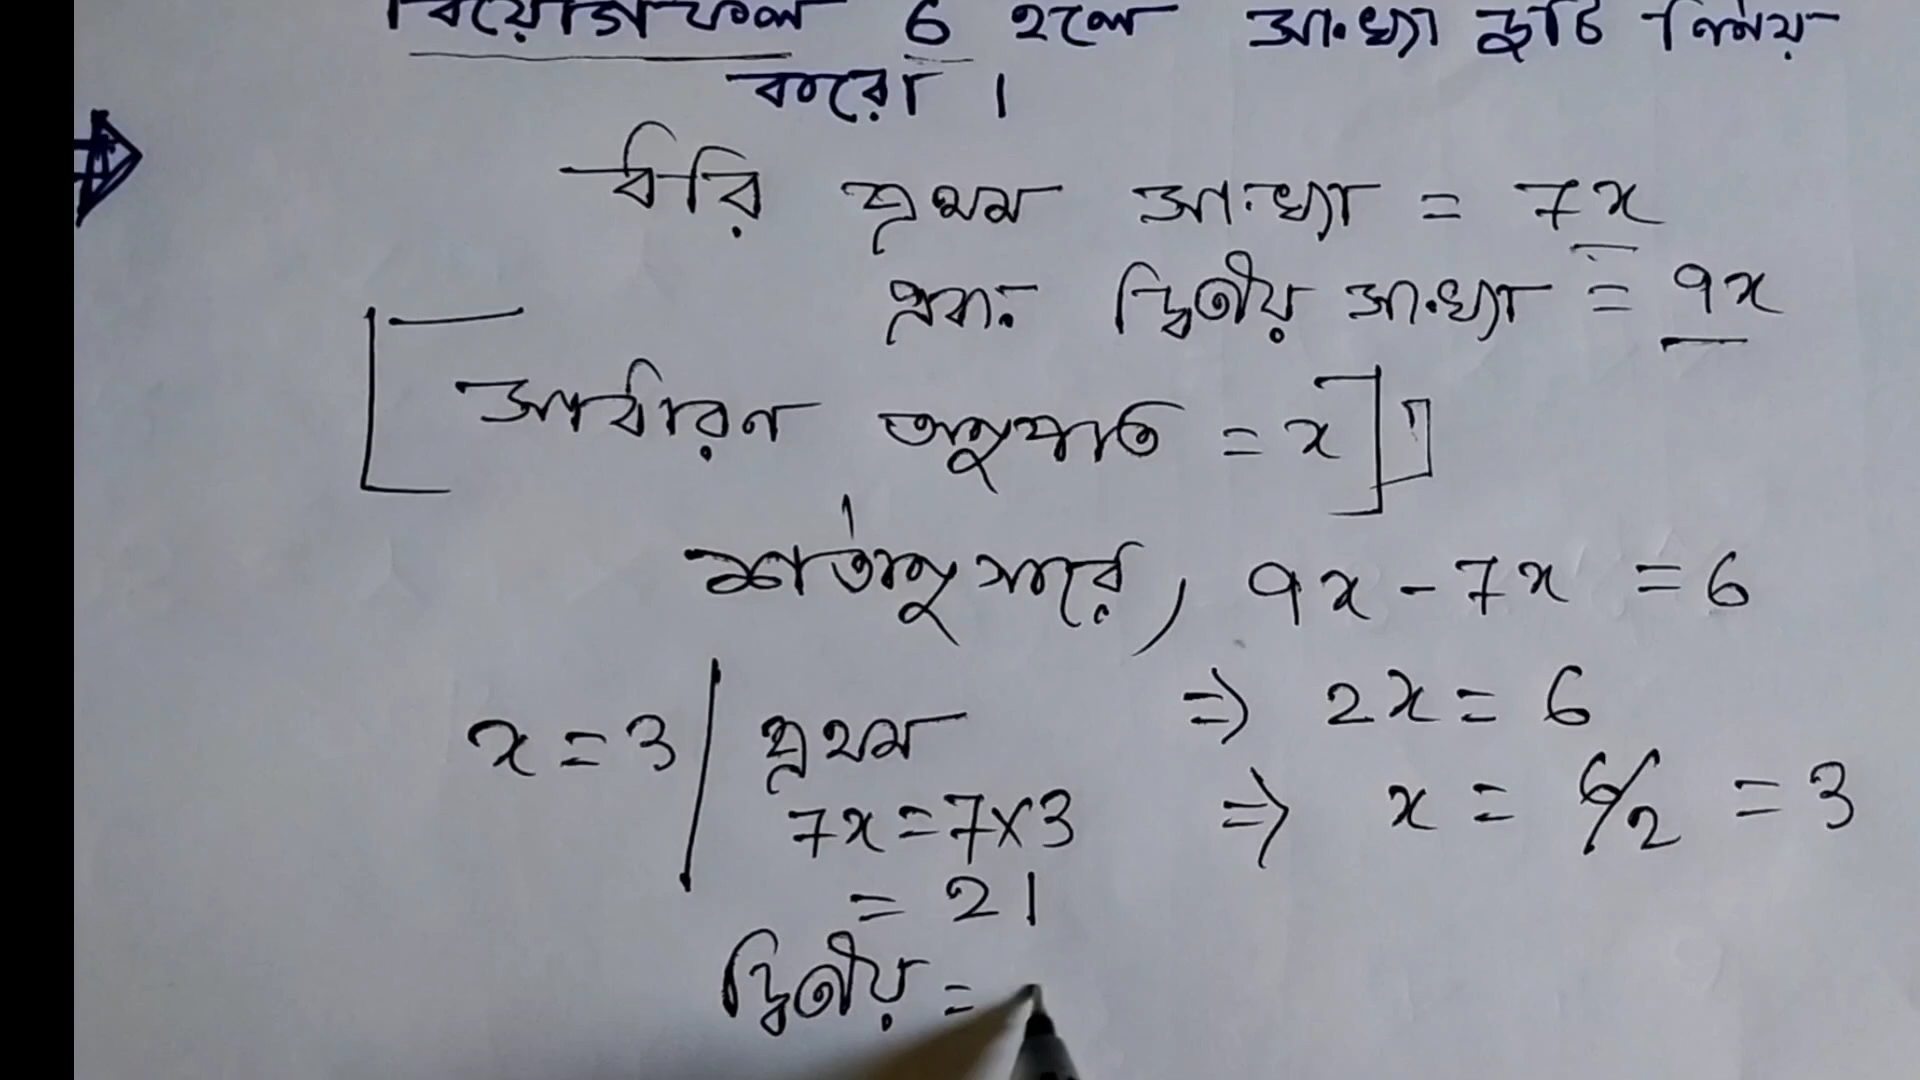 বিয়োগফল 6 হলে সংখ্যা দুটি নির্ণয়
করো ।
ধরি প্রথম সংখ্যা = 7x
এবং দ্বিতীয় সংখ্যা = 9x
[ সাধারণ অনুপাত = x ]
শর্তানুসারে, 9x - 7x = 6
⇒ 2x = 6
⇒ x = 6/2 = 3
x = 3 | প্রথম
7x = 7×3
= 21
দ্বিতীয় =